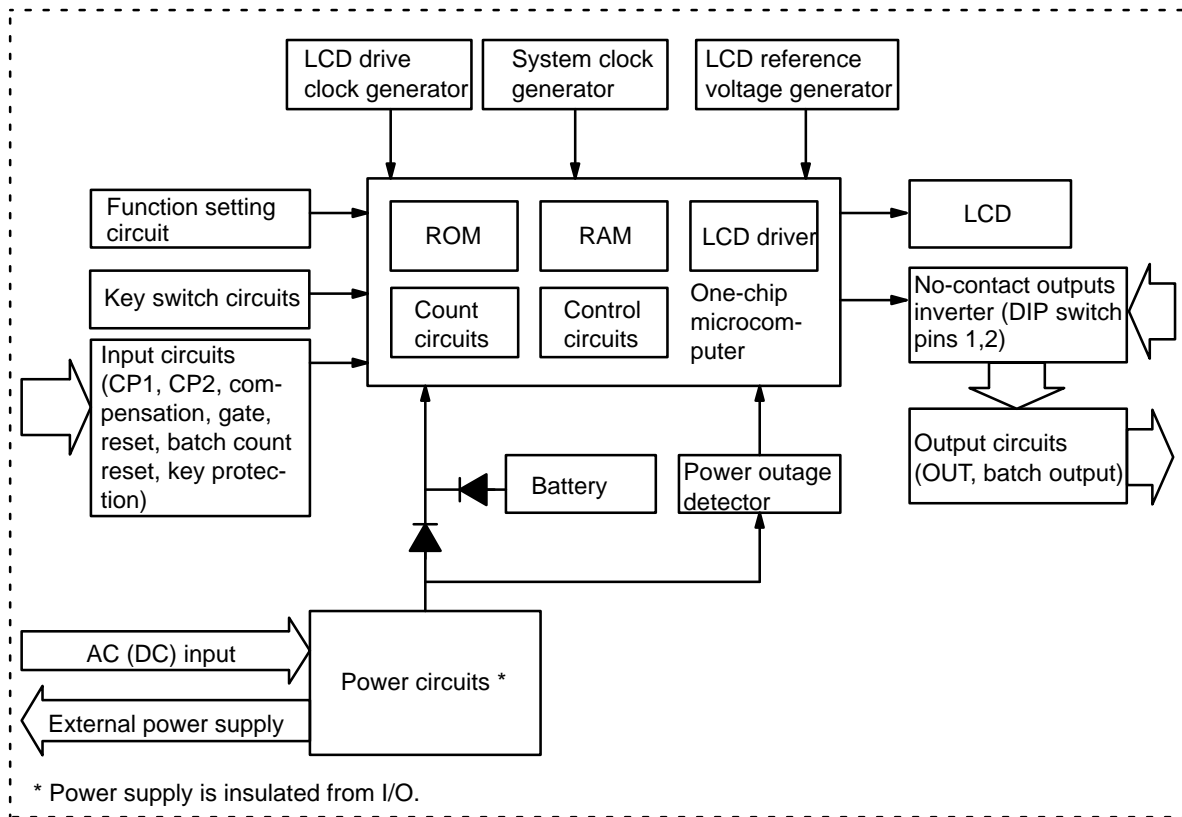 LCD drive
clock generator
System clock
generator
LCD reference
voltage generator
Function setting
circuit
ROM
RAM
LCD driver
LCD
Key switch circuits
Count
circuits
Control
circuits
One-chip
microcom-
puter
No-contact outputs
inverter (DIP switch
pins 1,2)
Input circuits
(CP1, CP2, com-
pensation, gate,
reset, batch count
reset, key protec-
tion)
Output circuits
(OUT, batch output)
Battery
Power outage
detector
AC (DC) input
Power circuits *
External power supply
* Power supply is insulated from I/O.